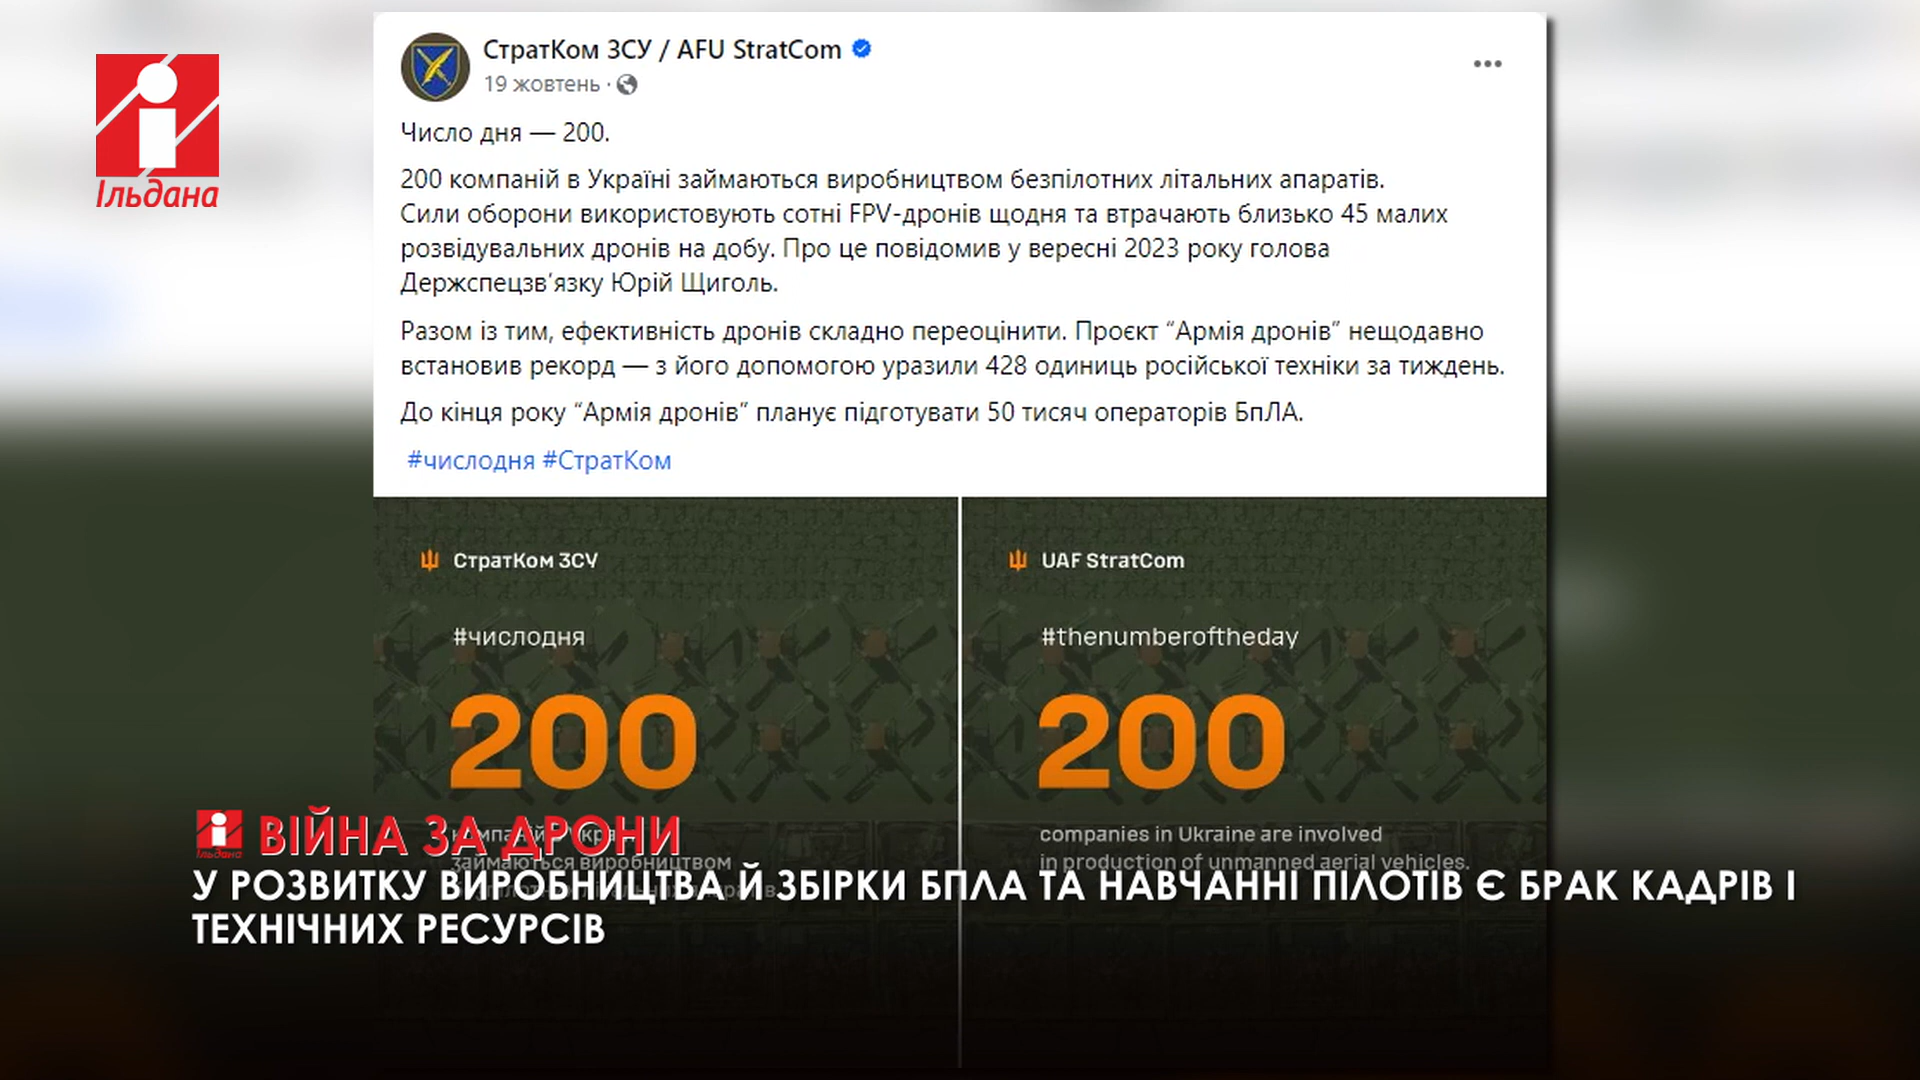 Ільдана
СтратКом ЗСУ / AFU StratCom
19 жовтень ·
Число дня — 200.
200 компаній в Україні займаються виробництвом безпілотних літальних апаратів.
Сили оборони використовують сотні FPV-дронів щодня та втрачають близько 45 малих
розвідувальних дронів на добу. Про це повідомив у вересні 2023 року голова
Держспецзв’язку Юрій Щиголь.
Разом із тим, ефективність дронів складно переоцінити. Проєкт “Армія дронів” нещодавно
встановив рекорд — з його допомогою уразили 428 одиниць російської техніки за тиждень.
До кінця року “Армія дронів” планує підготувати 50 тисяч операторів БпЛА.
#числодня #СтратКом
СтратКом ЗСУ
#числодня
200
займаються виробництвом
UAF StratCom
#thenumberoftheday
200
companies in Ukraine are involved
in production of unmanned aerial vehicles.
Ільдана
ВІЙНА ЗА ДРОНИ
У РОЗВИТКУ ВИРОБНИЦТВА Й ЗБІРКИ БПЛА ТА НАВЧАННІ ПІЛОТІВ Є БРАК КАДРІВ І
ТЕХНІЧНИХ РЕСУРСІВ